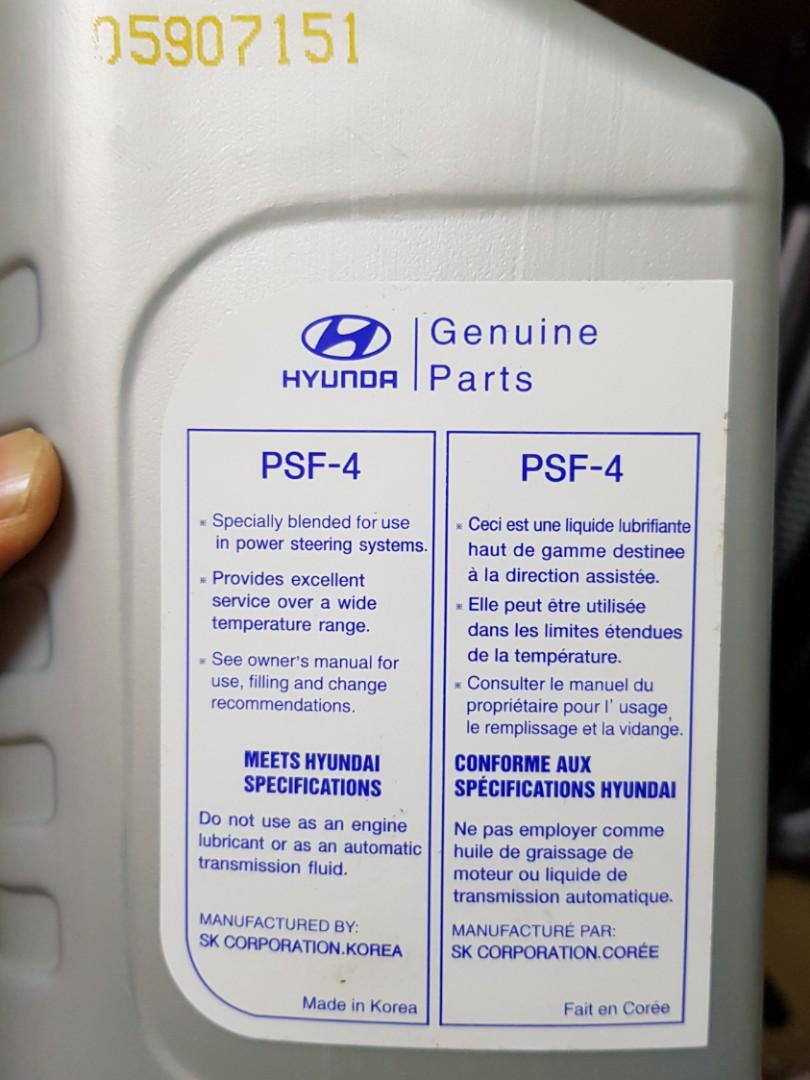 05907151
HYUNDAI
Genuine
Parts
PSF-4
※ Specially blended for use
in power steering systems.
※ Provides excellent
service over a wide
temperature range.
※ See owner's manual for
use, filling and change
recommendations.
MEETS HYUNDAI
SPECIFICATIONS
Do not use as an engine
lubricant or as an automatic
transmission fluid.
MANUFACTURED BY:
SK CORPORATION.KOREA
Made in Korea
PSF-4
※ Ceci est une liquide lubrifiante
haut de gamme destinee
à la direction assistée.
※ Elle peut être utilisée
dans les limites étendues
de la température.
※ Consulter le manuel du
propriétaire pour l' usage,
le remplissage et la vidange.
CONFORME AUX
SPÉCIFICATIONS HYUNDAI
Ne pas employer comme
huile de graissage de
moteur ou liquide de
transmission automatique.
MANUFACTURÉ PAR:
SK CORPORATION.CORÉE
Fait en Corée